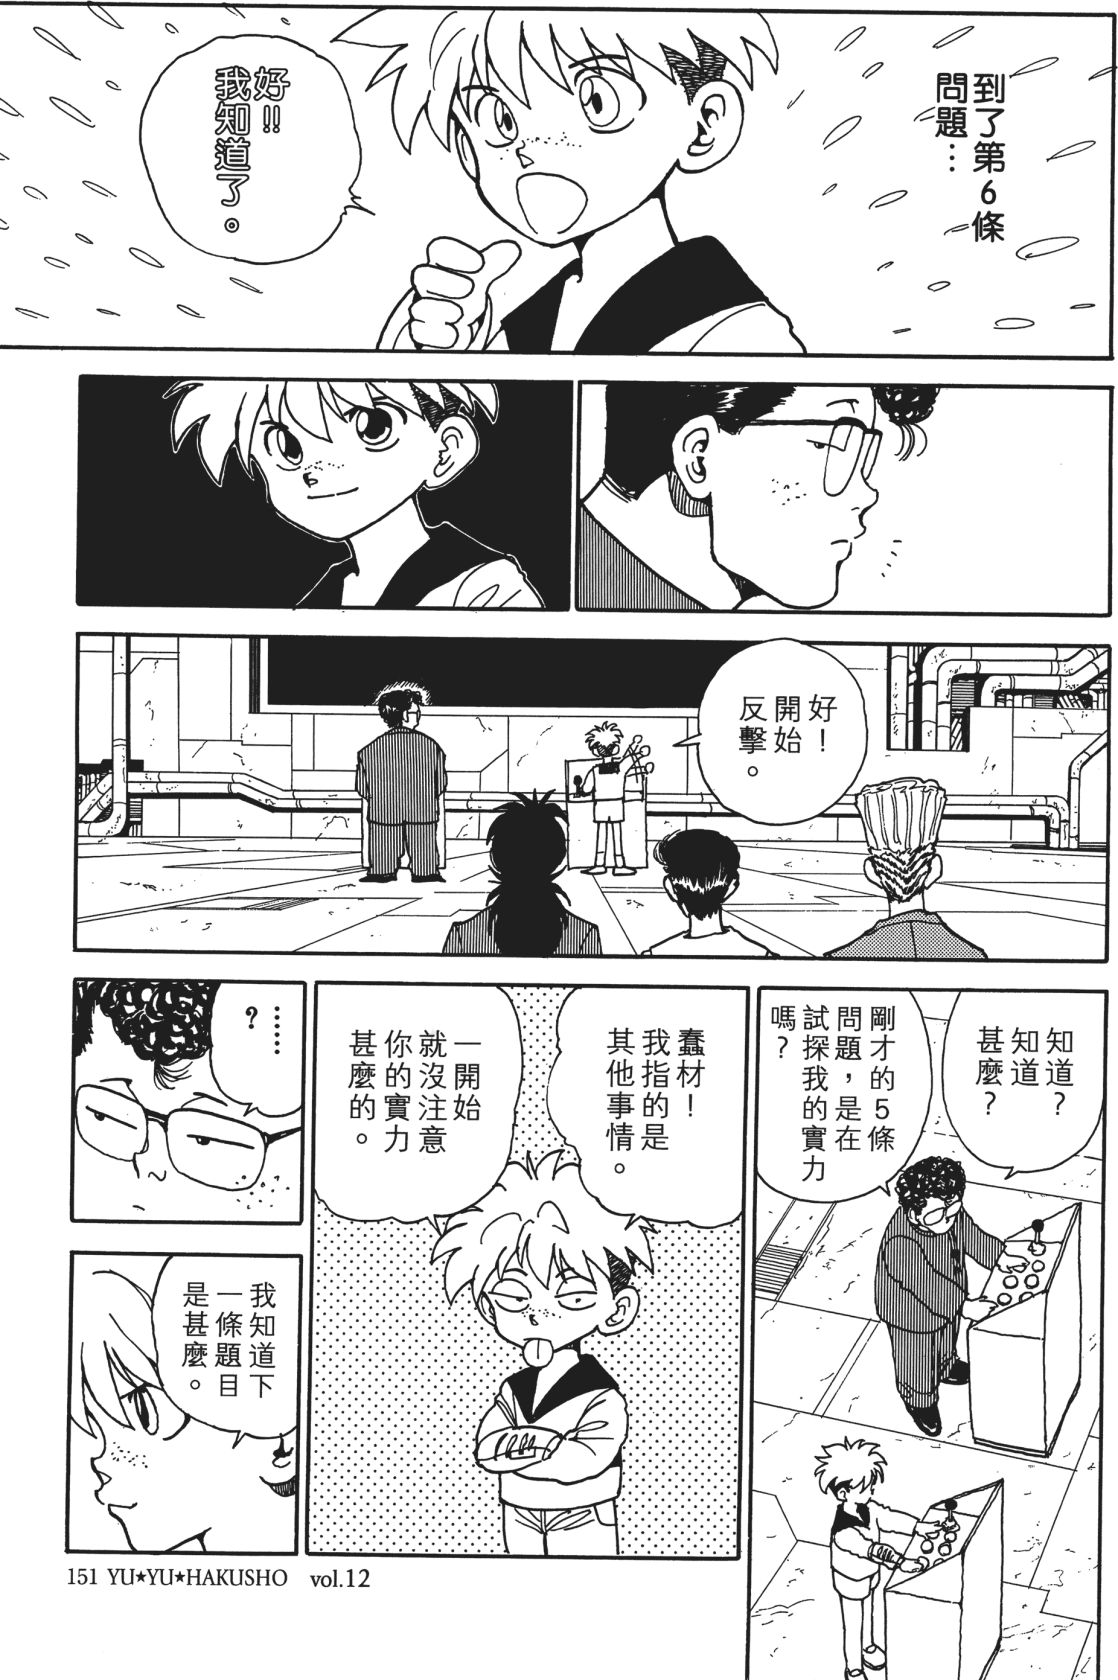 到了第6條
問題…
好!!
我知道了。
好！
開始
反擊。
知道？
知道
甚麼？
剛才的5條
問題，是在
試探我的實力
嗎？
蠢材！
我指的是
其他事情。
一開始
就沒注意
你的實力
甚麼的。
……
？
我知道下
一條題目
是甚麼。
151 YU★YU★HAKUSHO vol.12